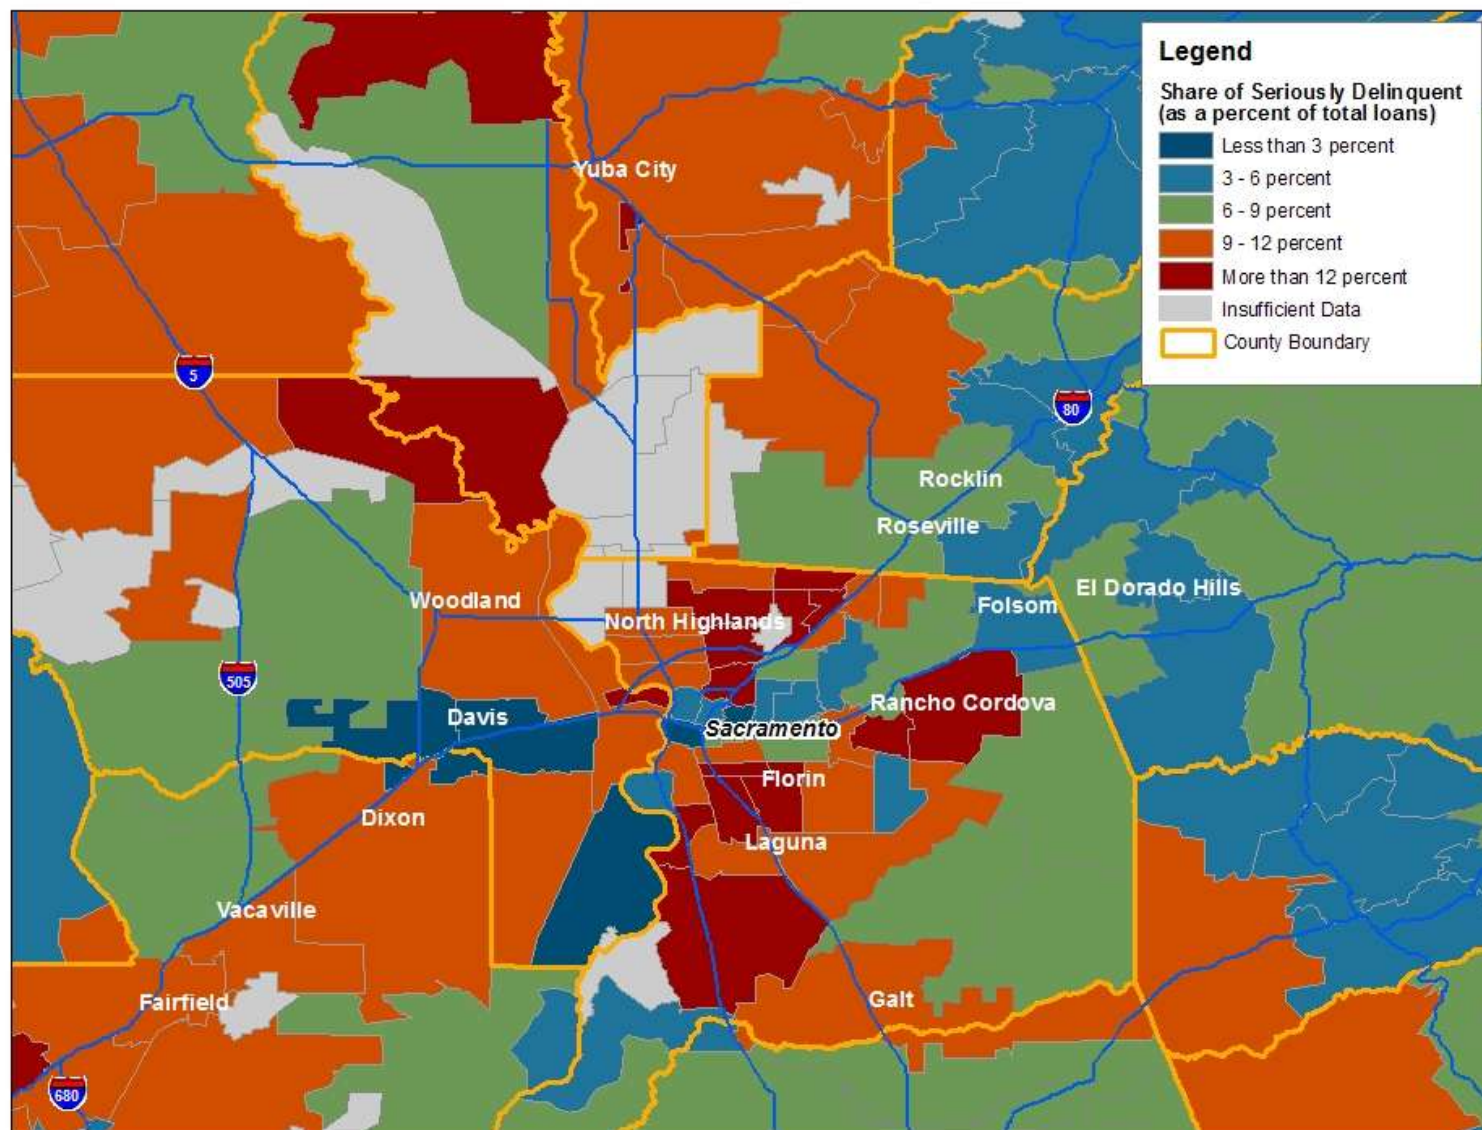 Legend
Share of Seriously Delinquent
(as a percent of total loans)
Less than 3 percent
3 - 6 percent
6 - 9 percent
9 - 12 percent
More than 12 percent
Insufficient Data
County Boundary
Yuba City
5
80
Rocklin
Roseville
El Dorado Hills
Woodland
Folsom
North Highlands
505
Rancho Cordova
Davis
Sacramento
Florin
Dixon
Laguna
Vacaville
Fairfield
Galt
680